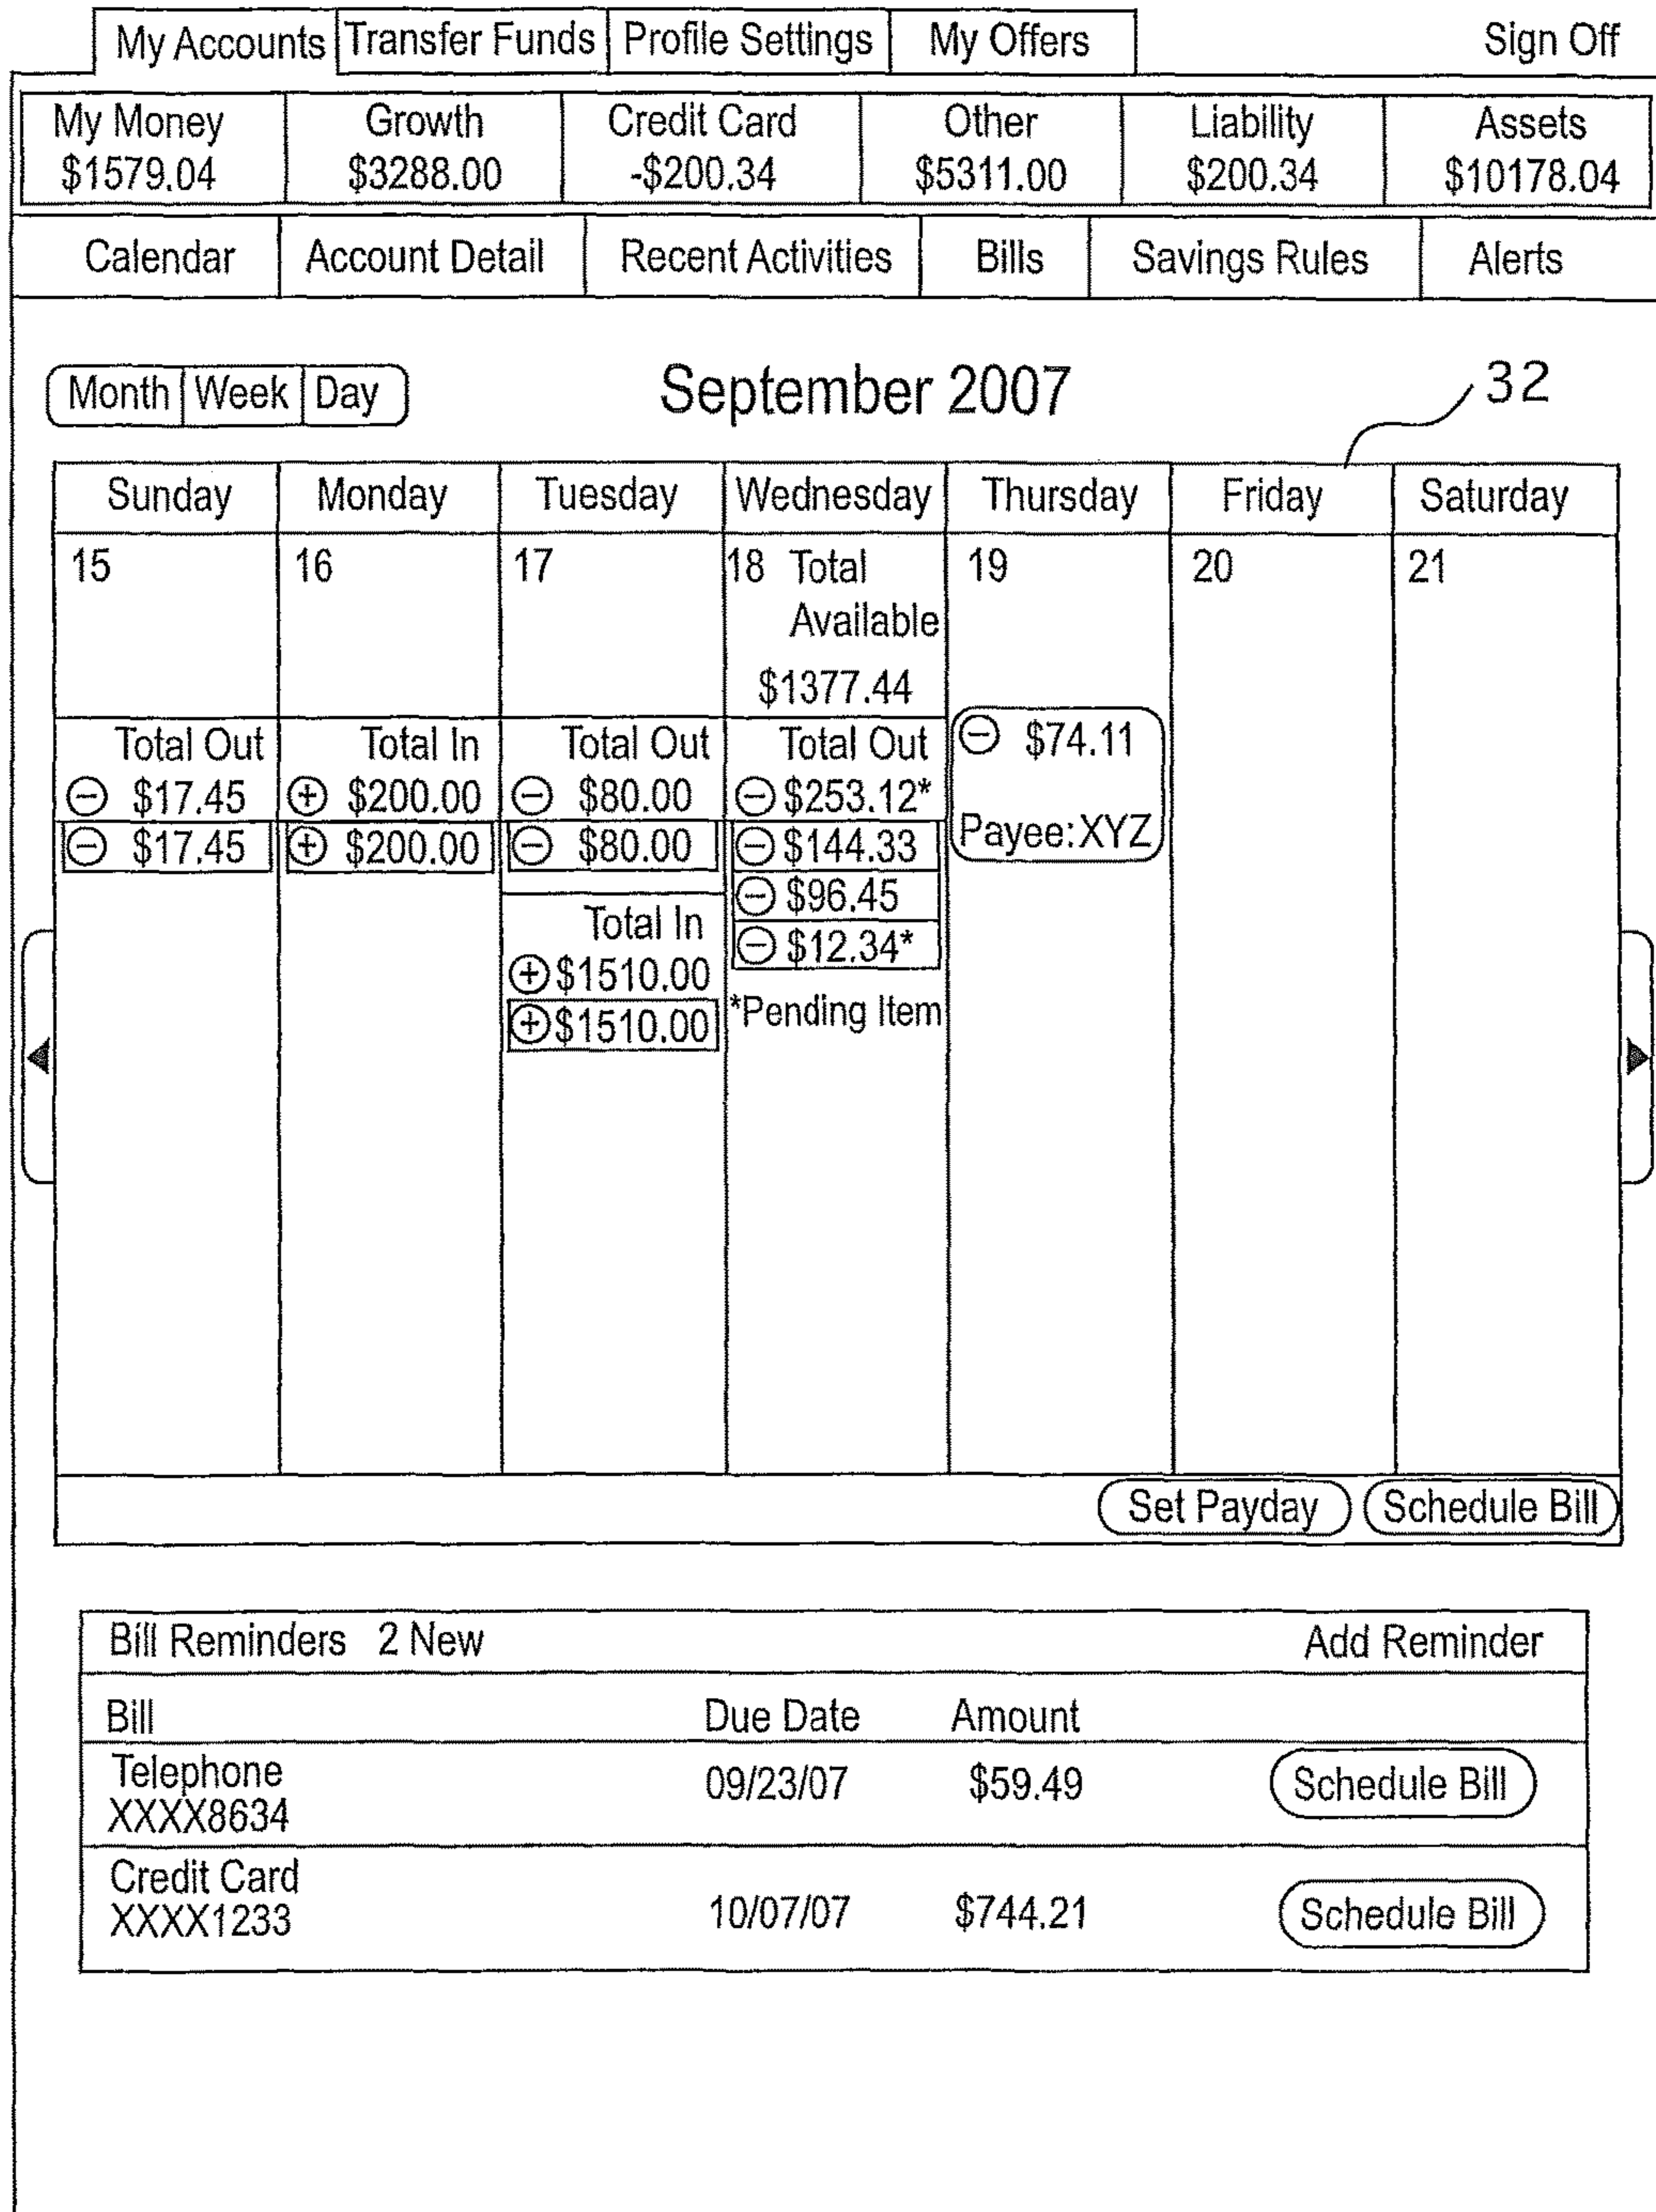 My Accounts Transfer Funds Profile Settings My Offers Sign Off
My Money Growth Credit Card Other Liability Assets
$1579.04 $3288.00 -$200.34 $5311.00 $200.34 $10178.04
Calendar Account Detail Recent Activities Bills Savings Rules Alerts
Month Week Day September 2007 32
Sunday Monday Tuesday Wednesday Thursday Friday Saturday
15 16 17 18 Total 19 20 21
Available
$1377.44
Total Out Total In Total Out Total Out ⊖ $74.11
⊖ $17.45 ⊕ $200.00 ⊖ $80.00 ⊖ $253.12*
⊖ $17.45 ⊕ $200.00 ⊖ $80.00 ⊖ $144.33 Payee:XYZ
⊖ $96.45
Total In ⊖ $12.34*
⊕ $1510.00
⊕ $1510.00 *Pending Item
Set Payday Schedule Bill
Bill Reminders 2 New Add Reminder
Bill Due Date Amount
Telephone 09/23/07 $59.49 Schedule Bill
XXXX8634
Credit Card
XXXX1233 10/07/07 $744.21 Schedule Bill